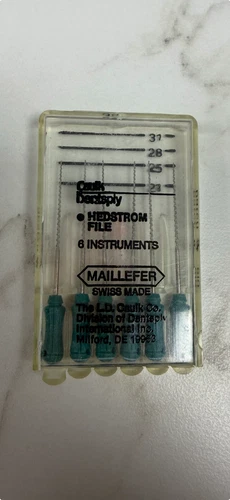 31
28
25
21
Caulk
Dentsply
● HEDSTROM
FILE
6 INSTRUMENTS
MAILLEFER
SWISS MADE
The L.D. Caulk Co.
Division of Dentsply
International Inc.
Milford, DE 19963